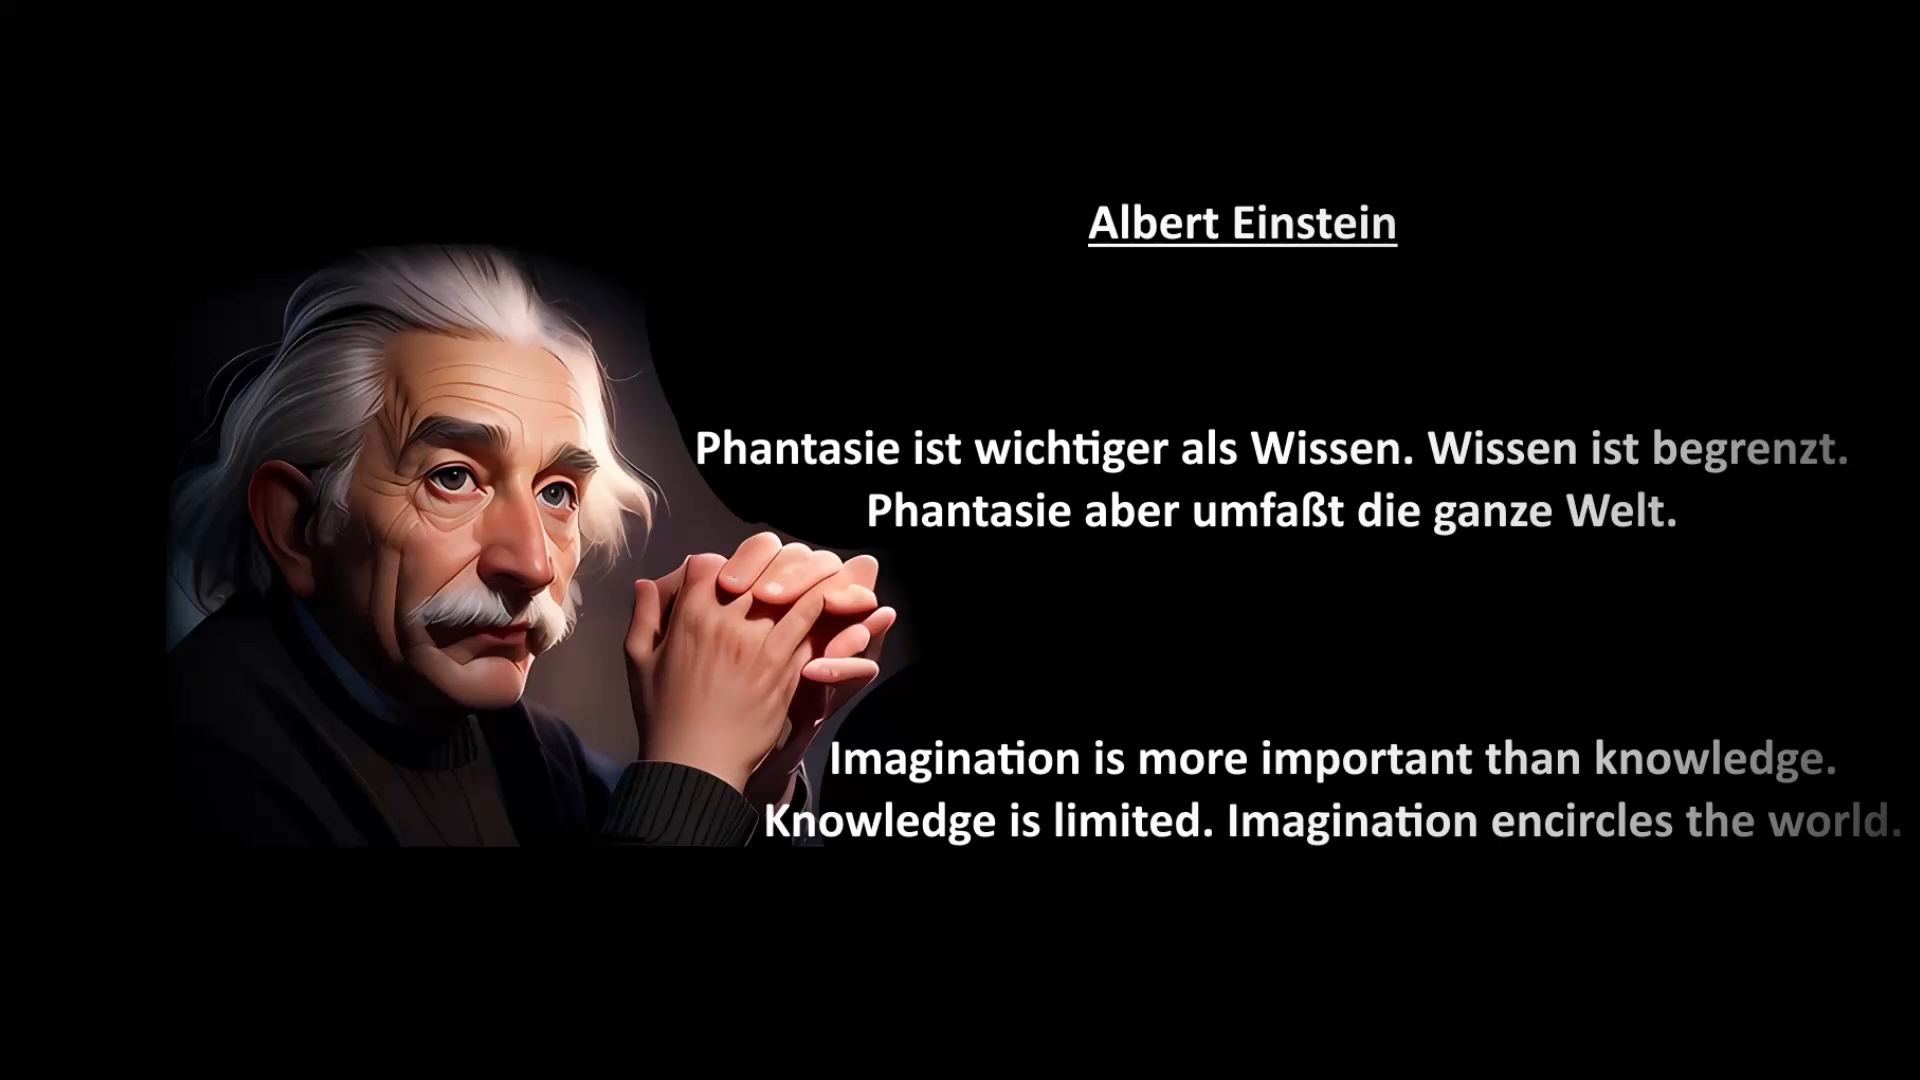 Albert Einstein
Phantasie ist wichtiger als Wissen. Wissen ist begrenzt.
Phantasie aber umfaßt die ganze Welt.
Imagination is more important than knowledge.
Knowledge is limited. Imagination encircles the world.